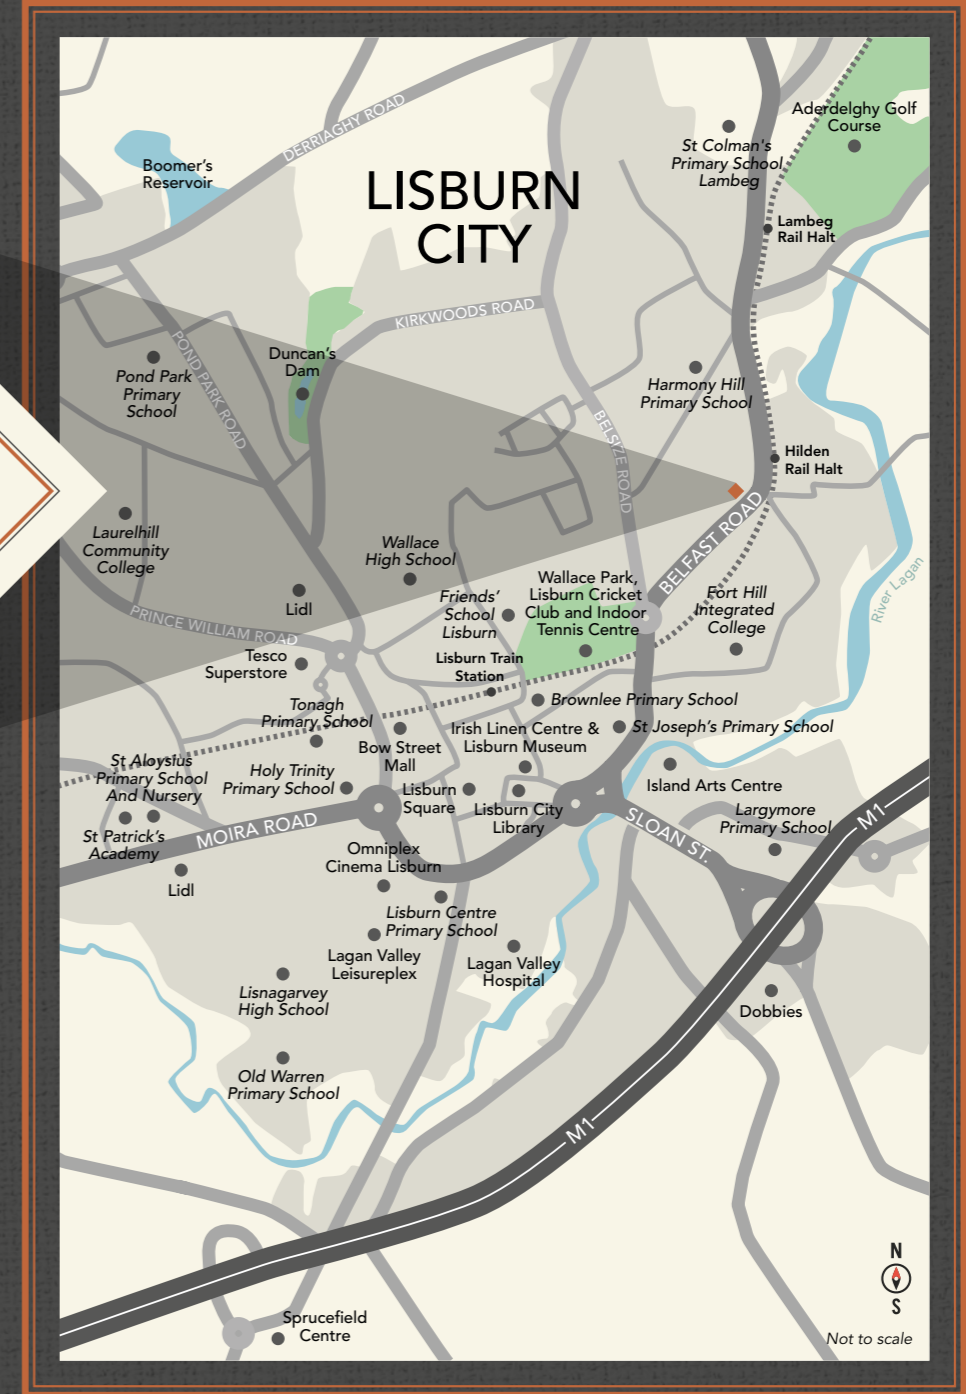 DERRIAGHY ROAD
Aderdelghy Golf
Course
St Colman's
Primary School
Lambeg
Boomer's
Reservoir
LISBURN
CITY
Lambeg
Rail Halt
KIRKWOODS ROAD
POND PARK ROAD
Duncan's
Dam
Pond Park
Primary
School
Harmony Hill
Primary School
BELSIZE ROAD
Hilden
Rail Halt
BELFAST ROAD
Laurelhill
Community
College
Wallace
High School
Lidl
Friends'
School
Lisburn
Wallace Park,
Lisburn Cricket
Club and Indoor
Tennis Centre
Fort Hill
Integrated
College
River Lagan
PRINCE WILLIAM ROAD
Tesco
Superstore
Lisburn Train
Station
Brownlee Primary School
Tonagh
Primary School
Bow Street
Mall
Irish Linen Centre &
Lisburn Museum
St Joseph's Primary School
St Aloysius
Primary School
And Nursery
Holy Trinity
Primary School
Lisburn
Square
Lisburn City
Library
Island Arts Centre
Largymore
Primary School
M1
St Patrick's
Academy
MOIRA ROAD
SLOAN ST.
Omniplex
Cinema Lisburn
Lidl
Lisburn Centre
Primary School
Lagan Valley
Leisureplex
Lagan Valley
Hospital
Lisnagarvey
High School
Dobbies
Old Warren
Primary School
M1
N
S
Sprucefield
Centre
Not to scale